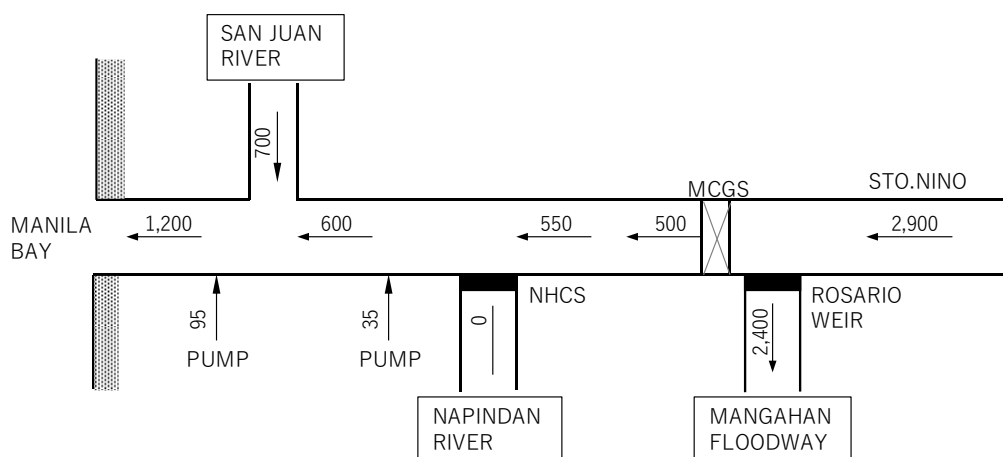 SAN JUAN
RIVER
700
MCGS
STO.NINO
MANILA
BAY
1,200
600
550
500
2,900
NHCS
ROSARIO
WEIR
95
PUMP
35
PUMP
0
2,400
NAPINDAN
RIVER
MANGAHAN
FLOODWAY